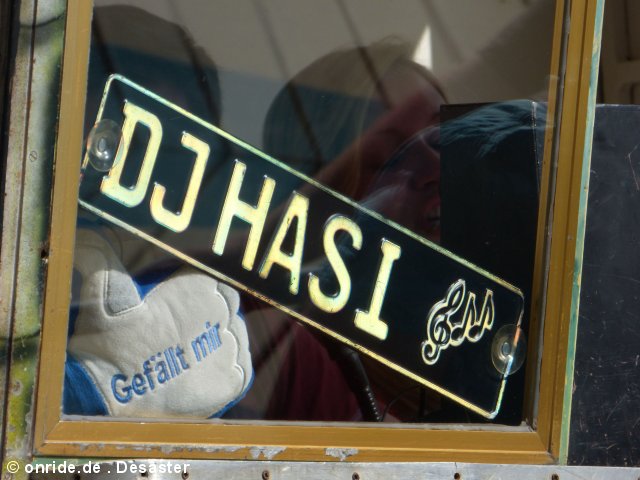 DJ HASI
Gefällt mir
© onride.de . Desaster